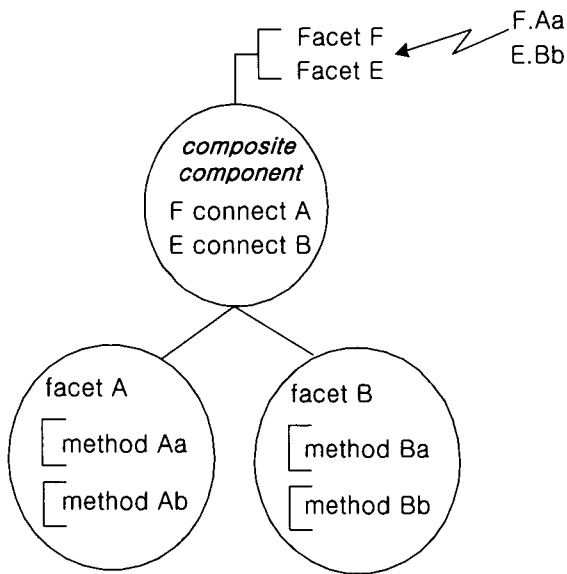 Facet F
Facet E
F.Aa
E.Bb
composite
component
F connect A
E connect B
facet A
method Aa
method Ab
facet B
method Ba
method Bb